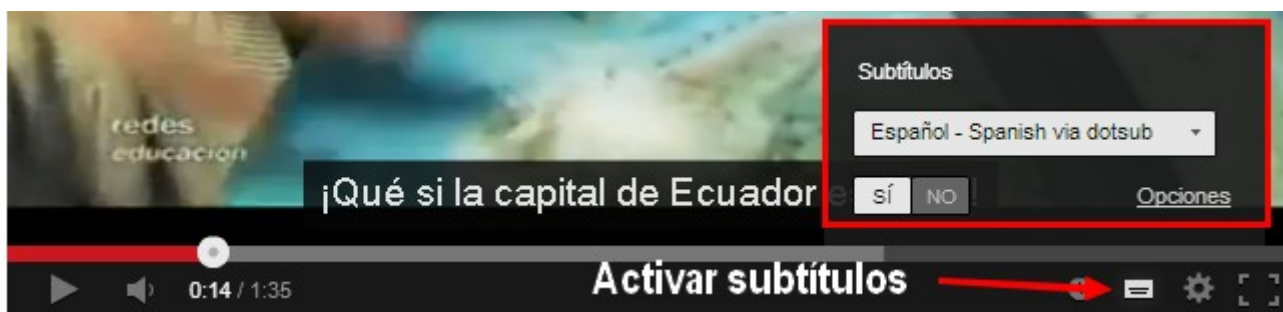 Subtítulos
Español - Spanish via dotsub
redes
educacion
¡Qué si la capital de Ecuador
SÍ NO Opciones
0:14 / 1:35
Activar subtítulos